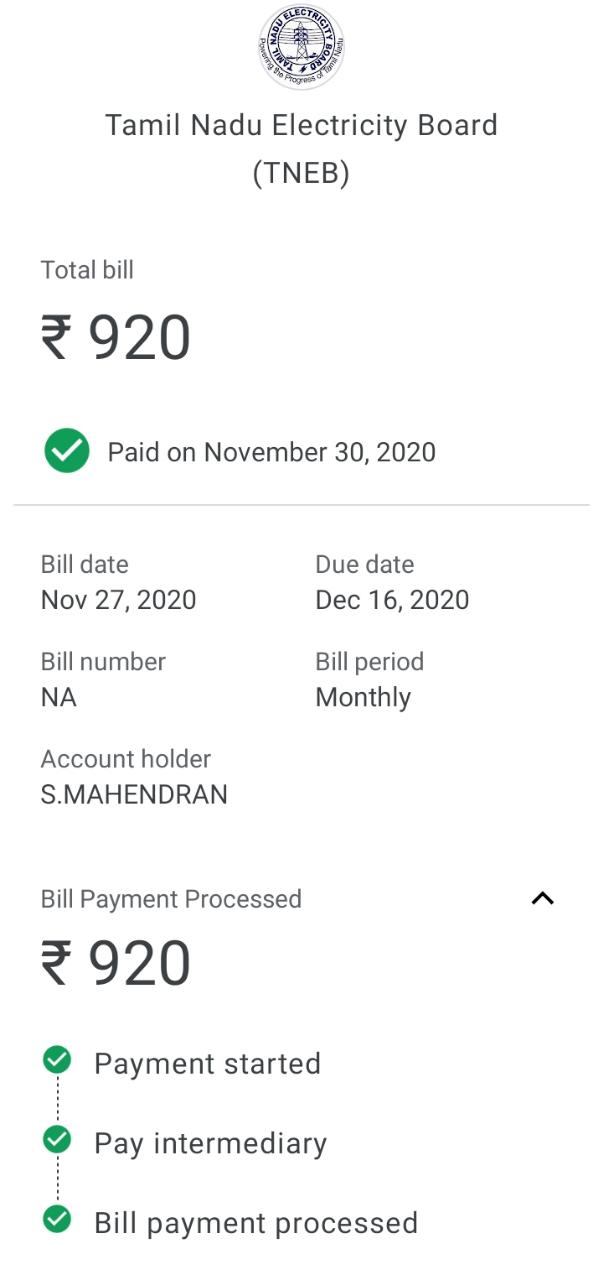 TAMIL NADU ELECTRICITY BOARD
Powering the Progress of Tamil Nadu
Tamil Nadu Electricity Board
(TNEB)
Total bill
₹ 920
Paid on November 30, 2020
Bill date
Due date
Nov 27, 2020
Dec 16, 2020
Bill number
Bill period
NA
Monthly
Account holder
S.MAHENDRAN
Bill Payment Processed
₹ 920
Payment started
Pay intermediary
Bill payment processed